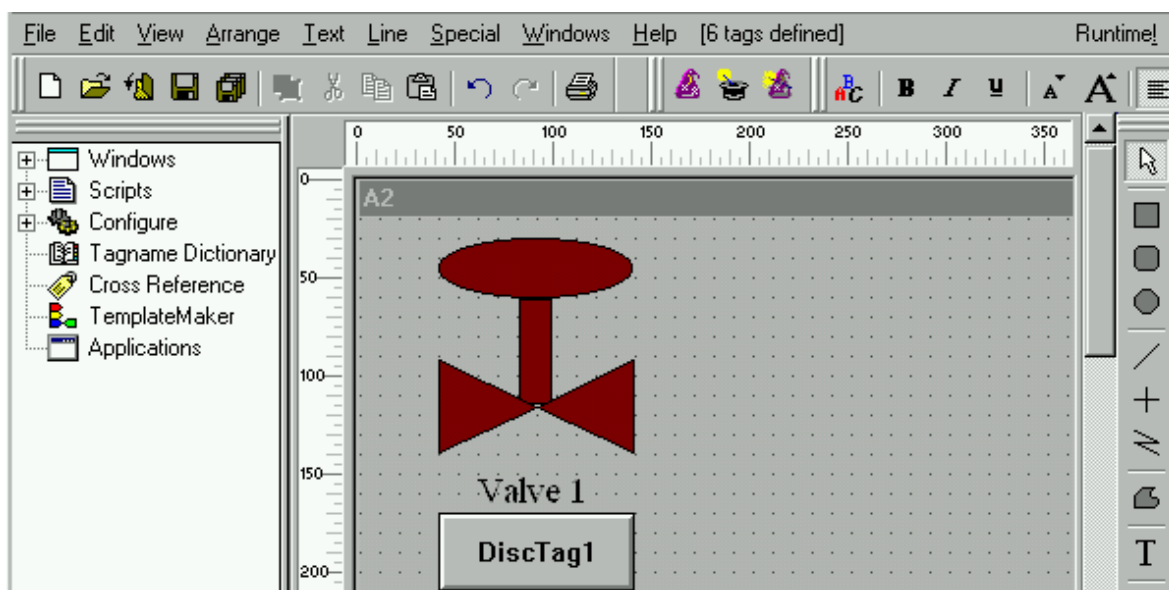 File Edit View Arrange Text Line Special Windows Help [6 tags defined] Runtime!
ABC B I U A A
0 50 100 150 200 250 300 350
Windows
Scripts
Configure
Tagname Dictionary
Cross Reference
TemplateMaker
Applications
0
A2
50
100
150
Valve 1
DiscTag1
T
200